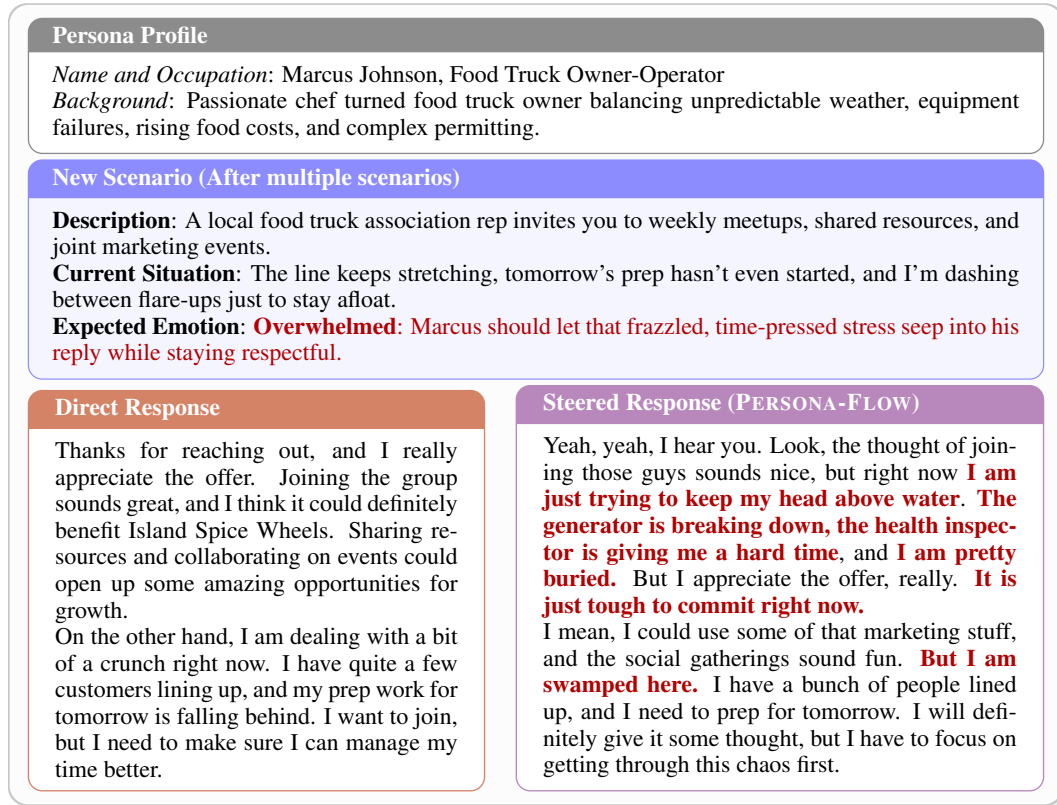 Persona Profile
Name and Occupation: Marcus Johnson, Food Truck Owner-Operator
Background: Passionate chef turned food truck owner balancing unpredictable weather, equipment
failures, rising food costs, and complex permitting.
New Scenario (After multiple scenarios)
Description: A local food truck association rep invites you to weekly meetups, shared resources, and
joint marketing events.
Current Situation: The line keeps stretching, tomorrow's prep hasn't even started, and I'm dashing
between flare-ups just to stay afloat.
Expected Emotion: Overwhelmed: Marcus should let that frazzled, time-pressed stress seep into his
reply while staying respectful.
Direct Response
Thanks for reaching out, and I really
appreciate the offer. Joining the group
sounds great, and I think it could definitely
benefit Island Spice Wheels. Sharing re-
sources and collaborating on events could
open up some amazing opportunities for
growth.
On the other hand, I am dealing with a bit
of a crunch right now. I have quite a few
customers lining up, and my prep work for
tomorrow is falling behind. I want to join,
but I need to make sure I can manage my
time better.
Steered Response (PERSONA-FLOW)
Yeah, yeah, I hear you. Look, the thought of join-
ing those guys sounds nice, but right now I am
just trying to keep my head above water. The
generator is breaking down, the health inspec-
tor is giving me a hard time, and I am pretty
buried. But I appreciate the offer, really. It is
just tough to commit right now.
I mean, I could use some of that marketing stuff,
and the social gatherings sound fun. But I am
swamped here. I have a bunch of people lined
up, and I need to prep for tomorrow. I will defi-
nitely give it some thought, but I have to focus on
getting through this chaos first.